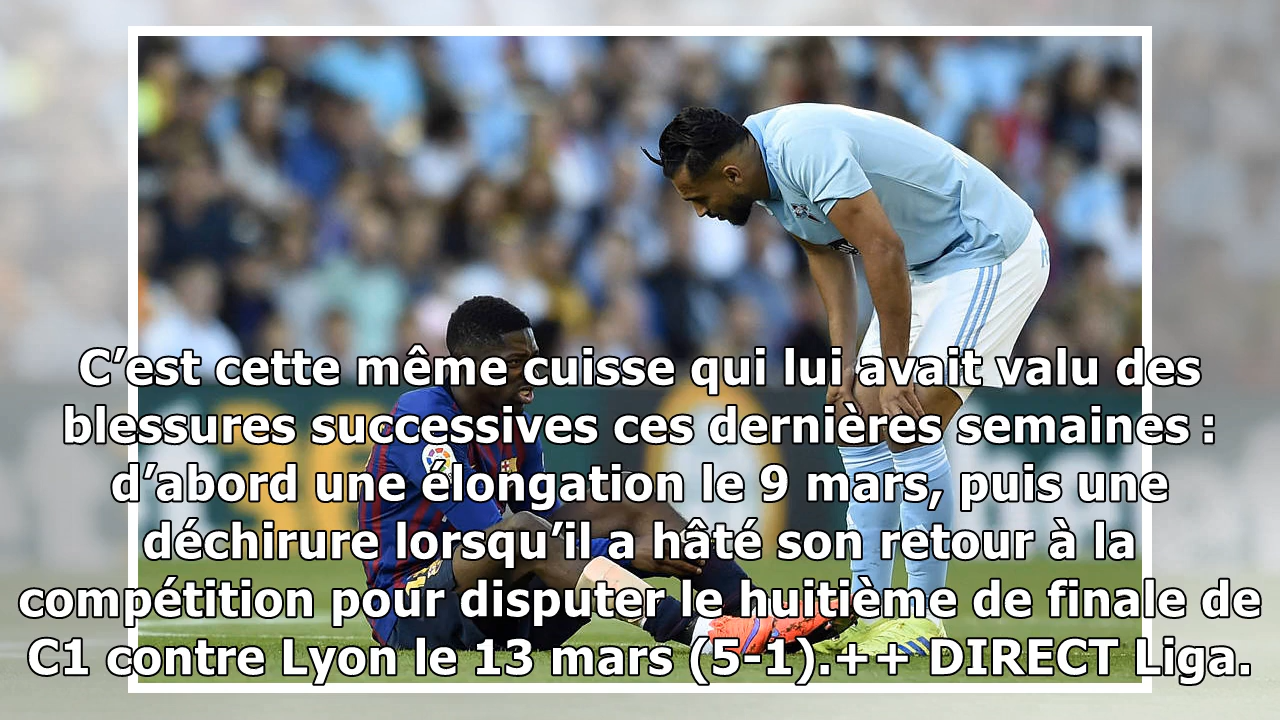 C’est cette même cuisse qui lui avait valu des
blessures successives ces dernières semaines :
d’abord une élongation le 9 mars, puis une
déchirure lorsqu’il a hâté son retour à la
compétition pour disputer le huitième de finale de
C1 contre Lyon le 13 mars (5-1).++ DIRECT Liga.